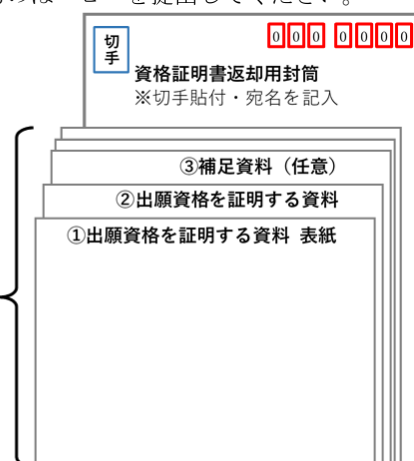 を提出してください。
切手
000 0000
資格証明書返却用封筒
※切手貼付・宛名を記入
③補足資料（任意）
②出願資格を証明する資料
①出願資格を証明する資料 表紙